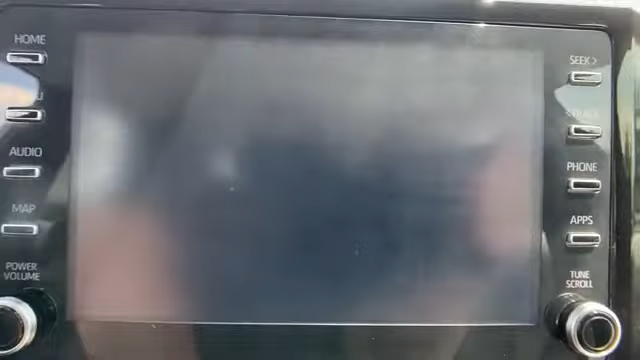 HOME
AUDIO
MAP
POWER
VOLUME
SEEK >
PHONE
APPS
TUNE
SCROLL